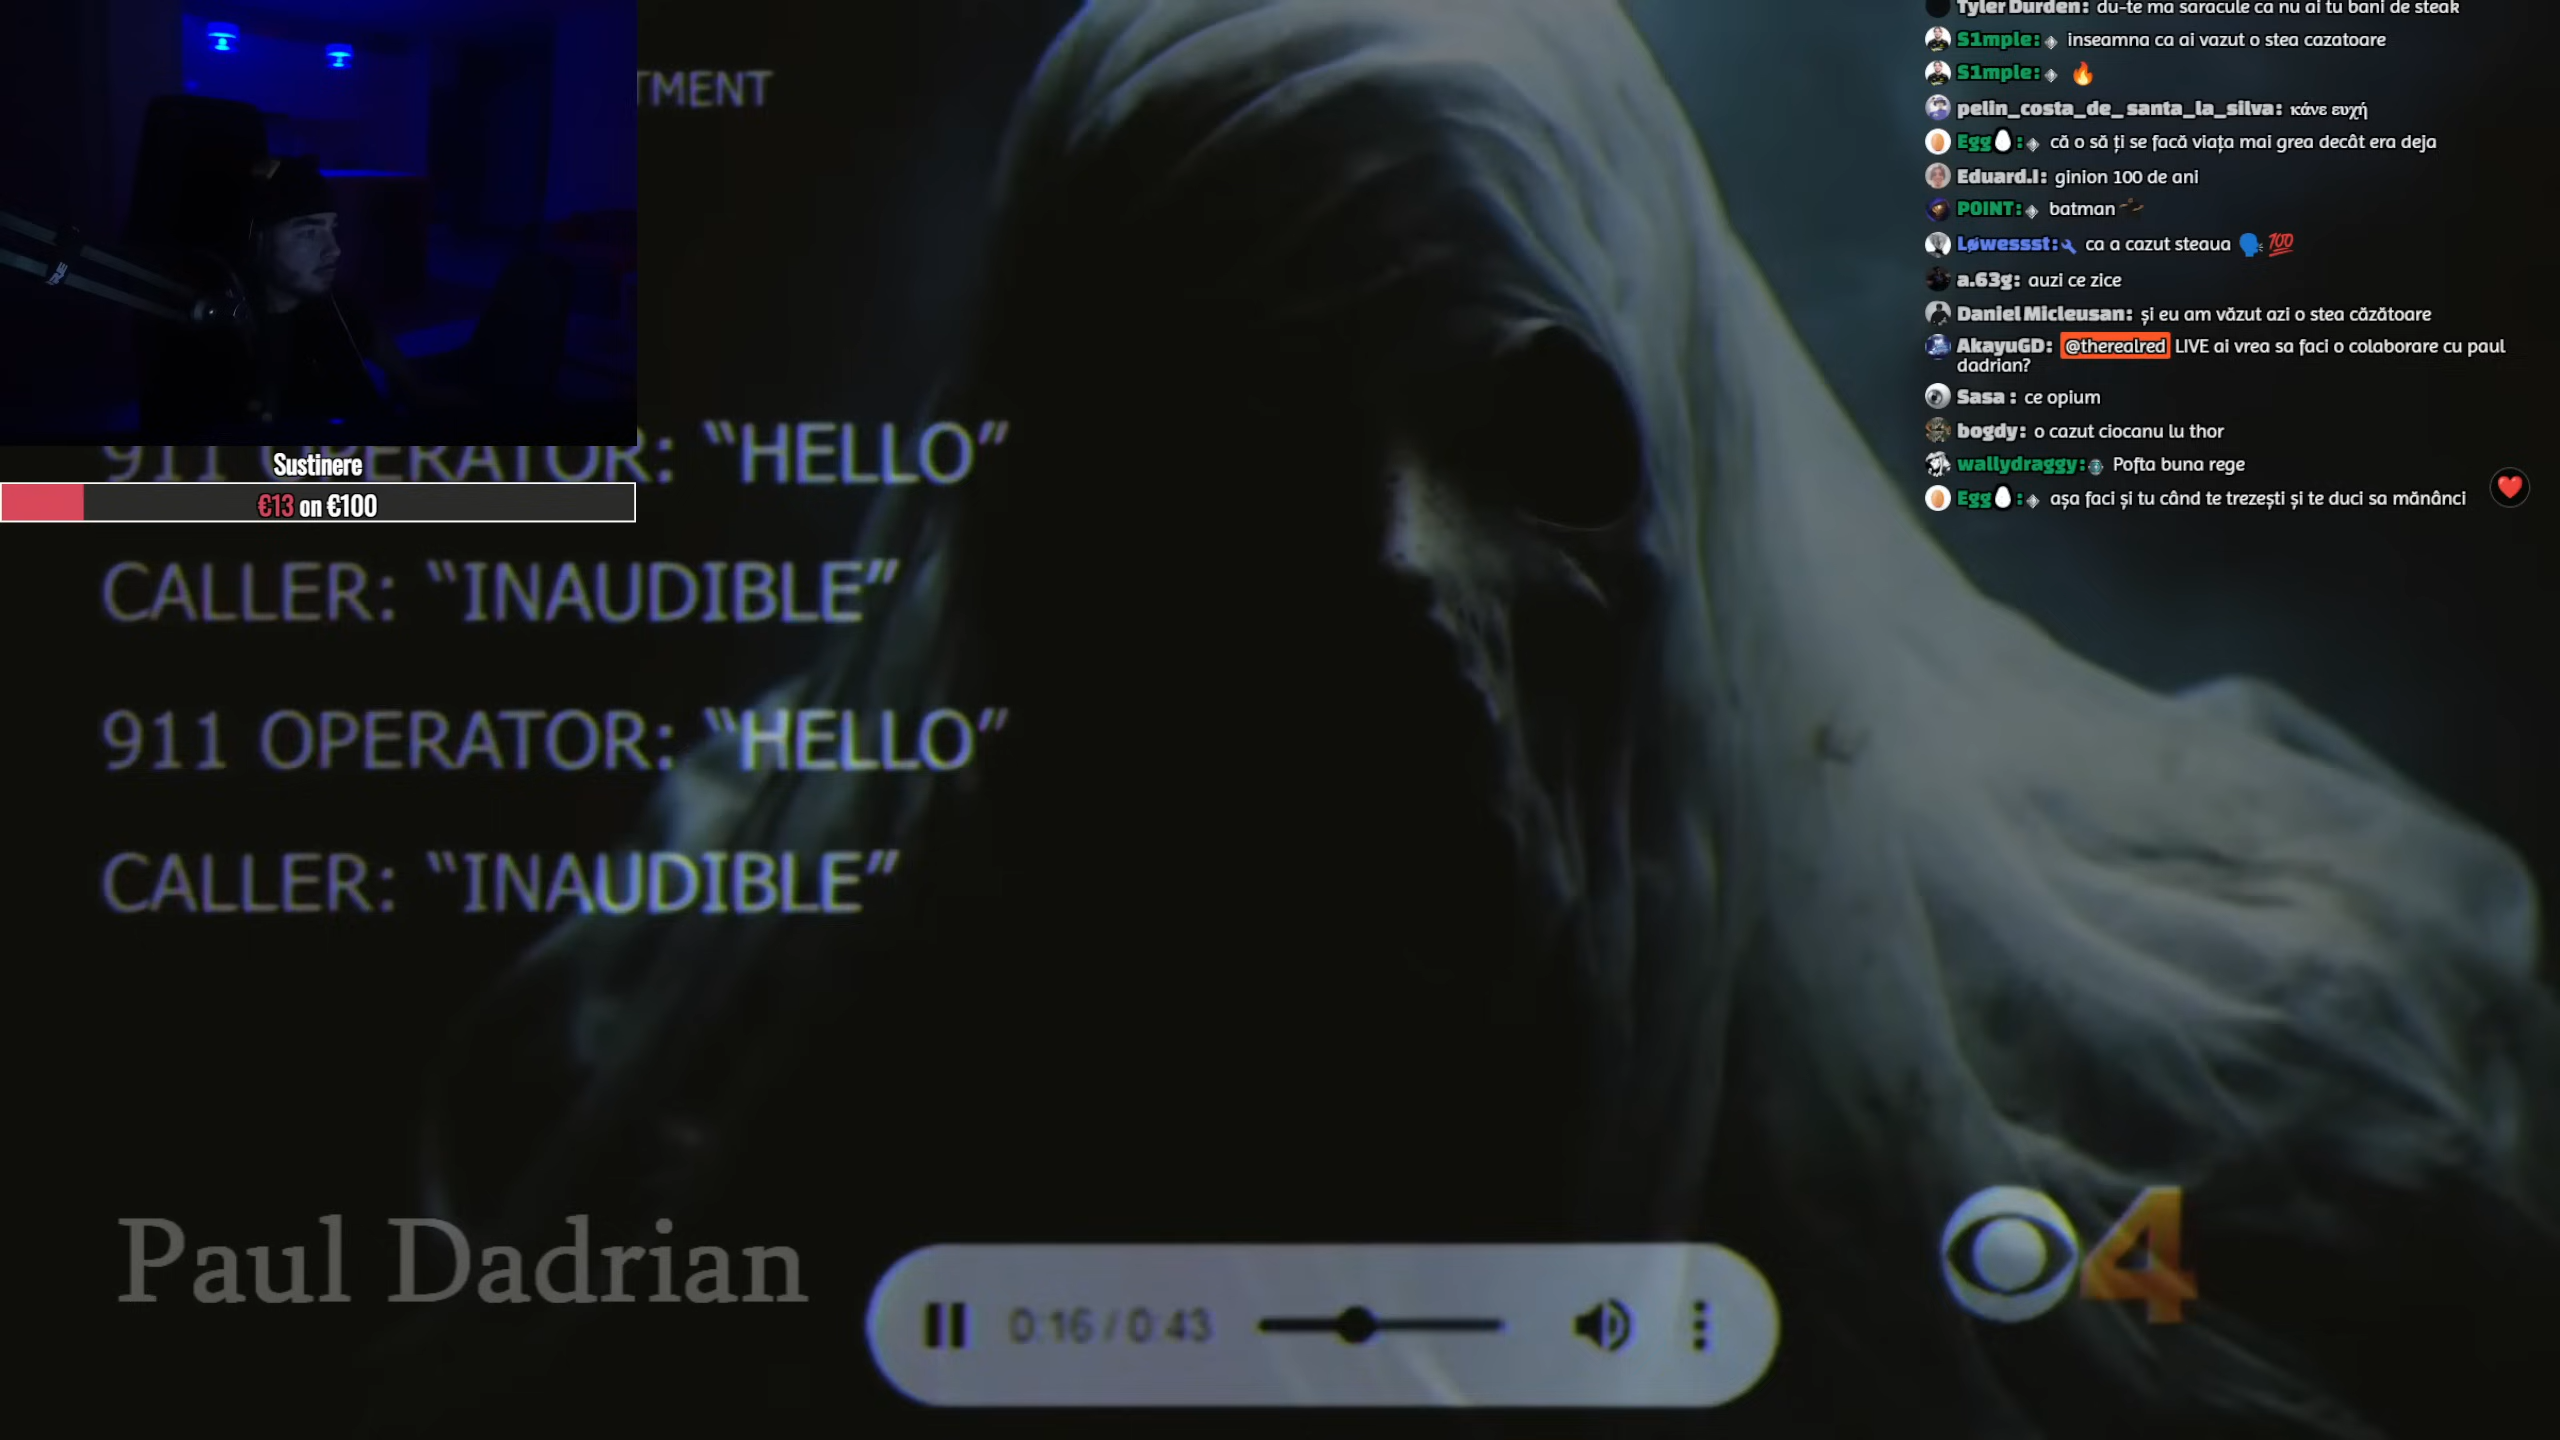 TMENT
911 OPERATOR: “HELLO”
Sustinere
€13 on €100
CALLER: “INAUDIBLE”
911 OPERATOR: “HELLO”
CALLER: “INAUDIBLE”
Paul Dadrian
0:16 / 0:43
4
Tyler Durden: du-te ma saracule ca nu ai tu bani de steak
S1mple: inseamna ca ai vazut o stea cazatoare
S1mple: 🔥
pelin_costa_de_santa_la_silva: κάνε ευχή
Egg🥚: că o să ți se facă viața mai grea decât era deja
Eduard.I: ginion 100 de ani
P0INT: batman
Løwessst: ca a cazut steaua 🗣️ 💯
a.63g: auzi ce zice
Daniel Micleusan: și eu am văzut azi o stea căzătoare
AkayuGD: @therealred LIVE ai vrea sa faci o colaborare cu paul
dadrian?
Sasa : ce opium
bogdy: o cazut ciocanu lu thor
wallydraggy: Pofta buna rege
Egg🥚: așa faci și tu când te trezești și te duci sa mănânci